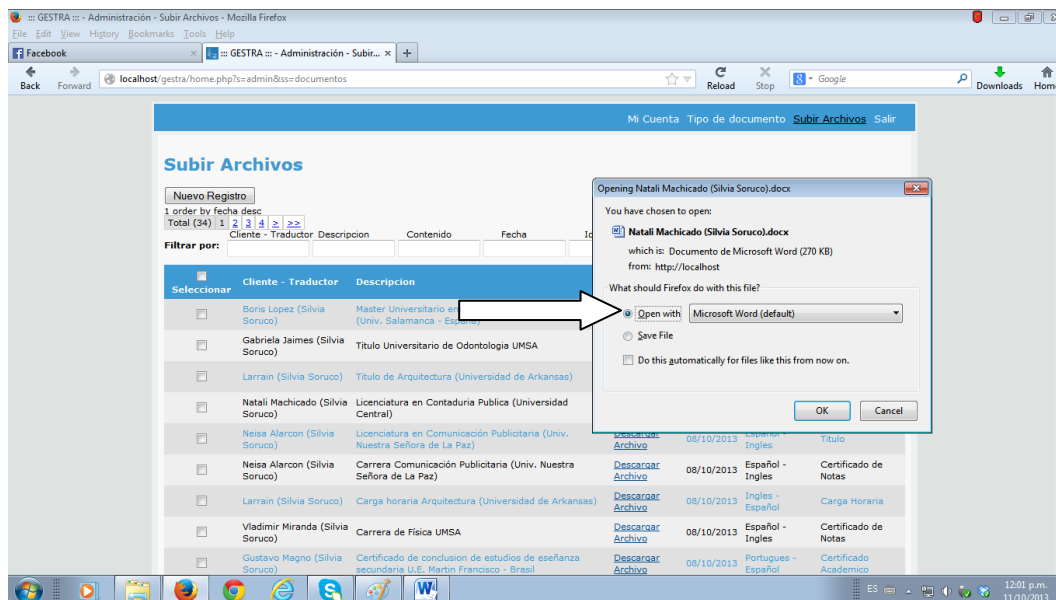 ::: GESTRA ::: - Administración - Subir Archivos - Mozilla Firefox
File Edit View History Bookmarks Tools Help
Facebook × ::: GESTRA ::: - Administración - Subir... × +
Back Forward localhost/gestra/home.php?s=admin&ss=documentos Reload Stop Google Downloads Home
Mi Cuenta Tipo de documento Subir Archivos Salir
Subir Archivos
Nuevo Registro
1 order by fecha desc
Total (34) 1 2 3 4 > >>
Cliente - Traductor Descripcion Contenido Fecha
Filtrar por:
Seleccionar Cliente - Traductor Descripcion
Boris Lopez (Silvia Soruco) Master Universitario en
(Univ. Salamanca - España)
Gabriela Jaimes (Silvia Soruco) Titulo Universitario de Odontologia UMSA
Larrain (Silvia Soruco) Titulo de Arquitectura (Universidad de Arkansas)
Natali Machicado (Silvia Soruco) Licenciatura en Contaduria Publica (Universidad Central)
Neisa Alarcon (Silvia Soruco) Licenciatura en Comunicación Publicitaria (Univ. Nuestra Señora de La Paz) Descargar Archivo 08/10/2013 Español - Ingles Titulo
Neisa Alarcon (Silvia Soruco) Carrera Comunicación Publicitaria (Univ. Nuestra Señora de La Paz) Descargar Archivo 08/10/2013 Español - Ingles Certificado de Notas
Larrain (Silvia Soruco) Carga horaria Arquitectura (Universidad de Arkansas) Descargar Archivo 08/10/2013 Ingles - Español Carga Horaria
Vladimir Miranda (Silvia Soruco) Carrera de Física UMSA Descargar Archivo 08/10/2013 Español - Ingles Certificado de Notas
Gustavo Magno (Silvia Soruco) Certificado de conclusion de estudios de eseñanza secundaria U.E. Martin Francisco - Brasil Descargar Archivo 08/10/2013 Portugues - Español Certificado Academico
Opening Natali Machicado (Silvia Soruco).docx
You have chosen to open:
Natali Machicado (Silvia Soruco).docx
which is: Documento de Microsoft Word (270 KB)
from: http://localhost
What should Firefox do with this file?
Open with Microsoft Word (default)
Save File
Do this automatically for files like this from now on.
OK Cancel
ES 12:01 p.m.
11/10/2013